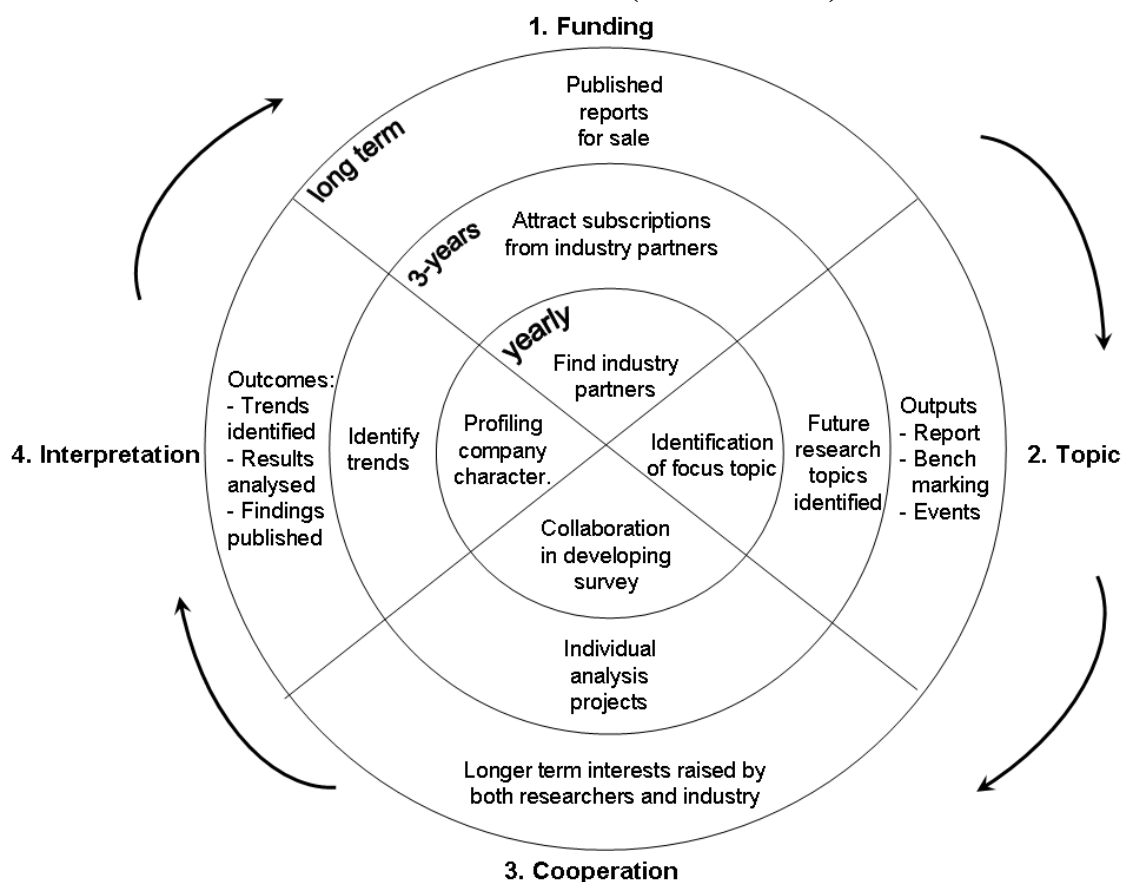 1. Funding
Published
reports
for sale
long term
Attract subscriptions
from industry partners
3-years
yearly
Find industry
partners
Outcomes:
- Trends
identified
- Results
analysed
- Findings
published
Identify
trends
Profiling
company
character.
Identification
of focus topic
Future
research
topics
identified
Outputs
- Report
- Bench
marking
- Events
4. Interpretation
2. Topic
Collaboration
in developing
survey
Individual
analysis
projects
Longer term interests raised by
both researchers and industry
3. Cooperation